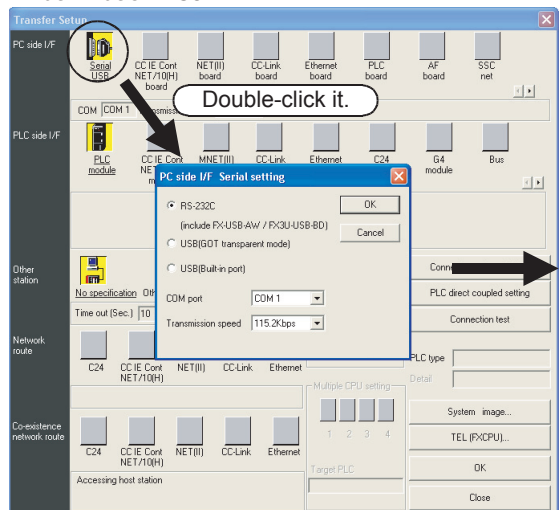 Transfer Setup
PC side I/F
Serial USB
CC IE Cont NET/10(H) board
NET(II) board
CC-Link board
Ethernet board
PLC board
AF board
SSC net
Double-click it.
COM COM 1
PLC side I/F
PLC module
CC IE Cont
MNET(II)
CC-Link
Ethernet
C24
G4 module
Bus
PC side I/F Serial setting
RS-232C
(include FX-USB-AW / FX3U-USB-BD)
USB(GOT transparent mode)
USB(Built-in port)
OK
Cancel
COM port COM 1
Transmission speed 115.2Kbps
Other station
No specification
Time out (Sec.) 10
PLC direct coupled setting
Connection test
PLC type
Detail
System image...
TEL (FXCPU)...
OK
Close
Network route
C24
CC IE Cont NET/10(H)
NET(II)
CC-Link
Ethernet
Multiple CPU setting
1 2 3 4
Target PLC
Co-existence network route
C24
CC IE Cont NET/10(H)
NET(II)
CC-Link
Ethernet
Accessing host station